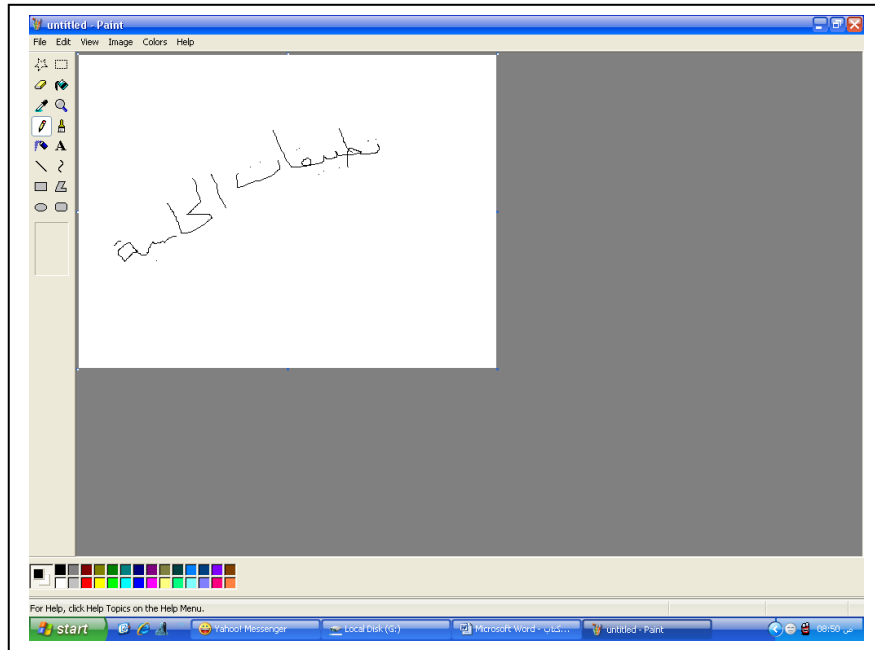 untitled - Paint
File Edit View Image Colors Help
تطبيقات الحاسبة
For Help, click Help Topics on the Help Menu.
start Yahoo! Messenger Local Disk (G:) Microsoft Word - كتاب... untitled - Paint 08:50 ص